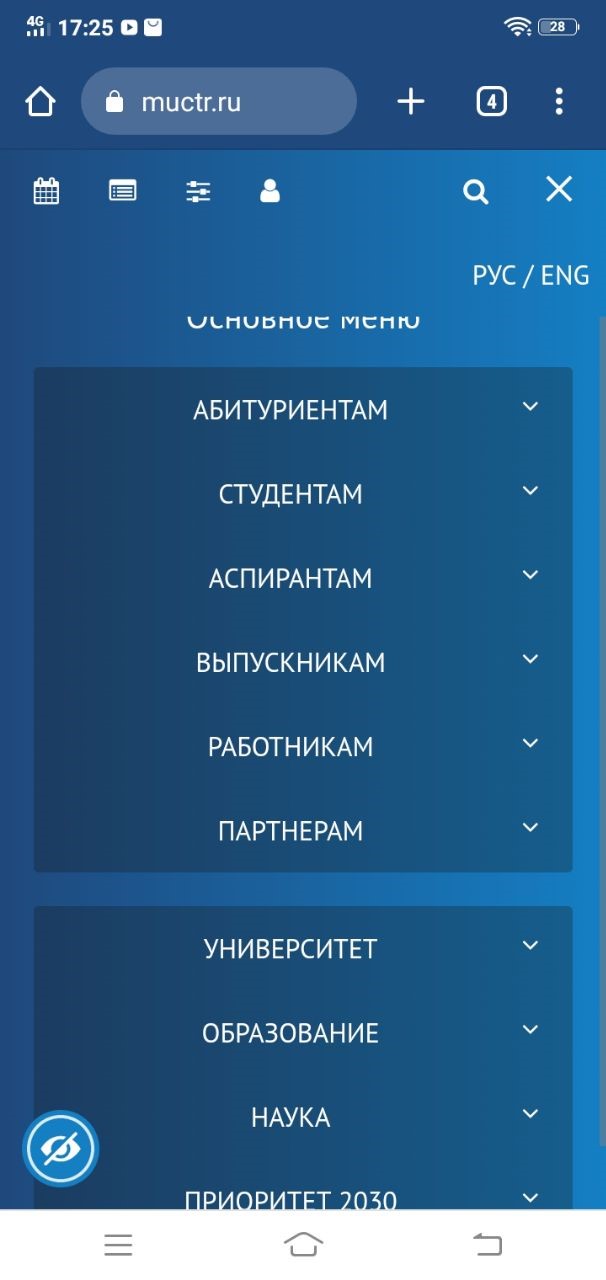 4G 17:25 28
muctr.ru 4
РУС / ENG
Основное меню
АБИТУРИЕНТАМ
СТУДЕНТАМ
АСПИРАНТАМ
ВЫПУСКНИКАМ
РАБОТНИКАМ
ПАРТНЕРАМ
УНИВЕРСИТЕТ
ОБРАЗОВАНИЕ
НАУКА
ПРИОРИТЕТ 2030